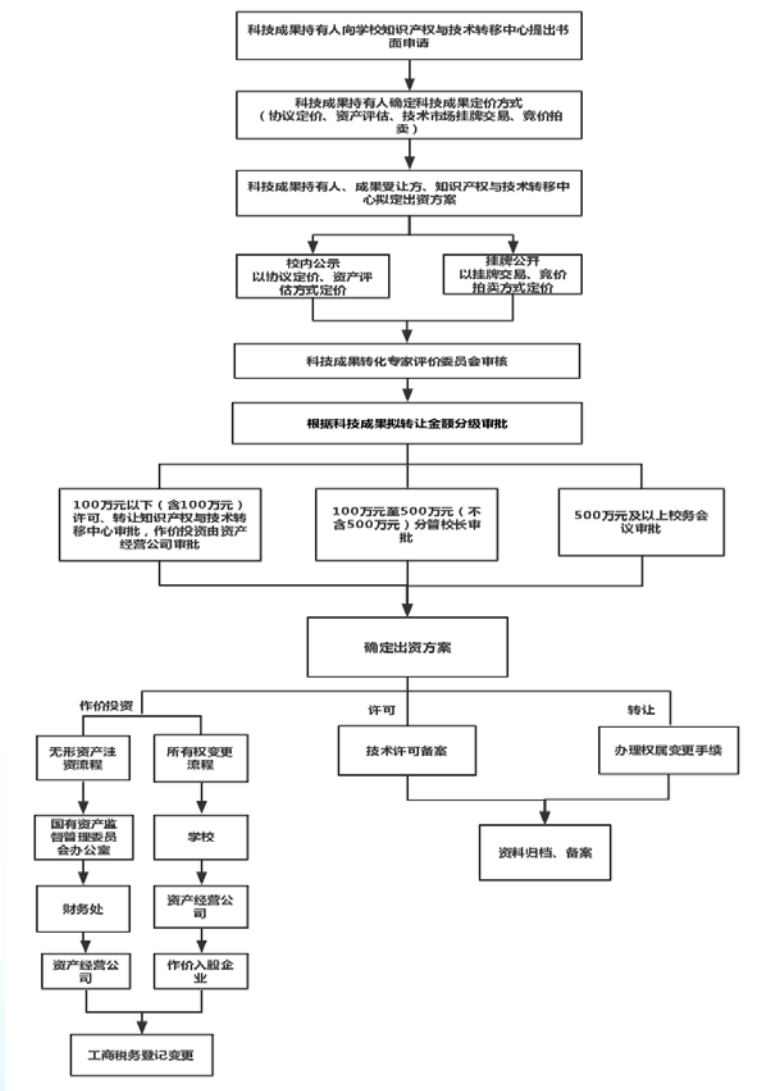 科技成果持有人向学校知识产权与技术转移中心提出书
面申请
科技成果持有人确定科技成果定价方式
（协议定价、资产评估、技术市场挂牌交易、竞价拍
卖）
科技成果持有人、成果受让方、知识产权与技术转移中
心拟定出资方案
校内公示
以协议定价、资产评
估方式定价
挂牌公开
以挂牌交易、竞价
拍卖方式定价
科技成果转化专家评价委员会审核
根据科技成果拟转让金额分级审批
100万元以下（含100万元）
许可、转让知识产权与技术转
移中心审批，作价投资由资产
经营公司审批
100万元至500万元（不
含500万元）分管校长审
批
500万元及以上校务会
议审批
确定出资方案
作价投资
许可
转让
无形资产注
资流程
所有权变更
流程
技术许可备案
办理权属变更手续
国有资产监
督管理委员
会办公室
学校
资料归档、备案
财务处
资产经营公
司
资产经营公
司
作价入股企
业
工商税务登记变更